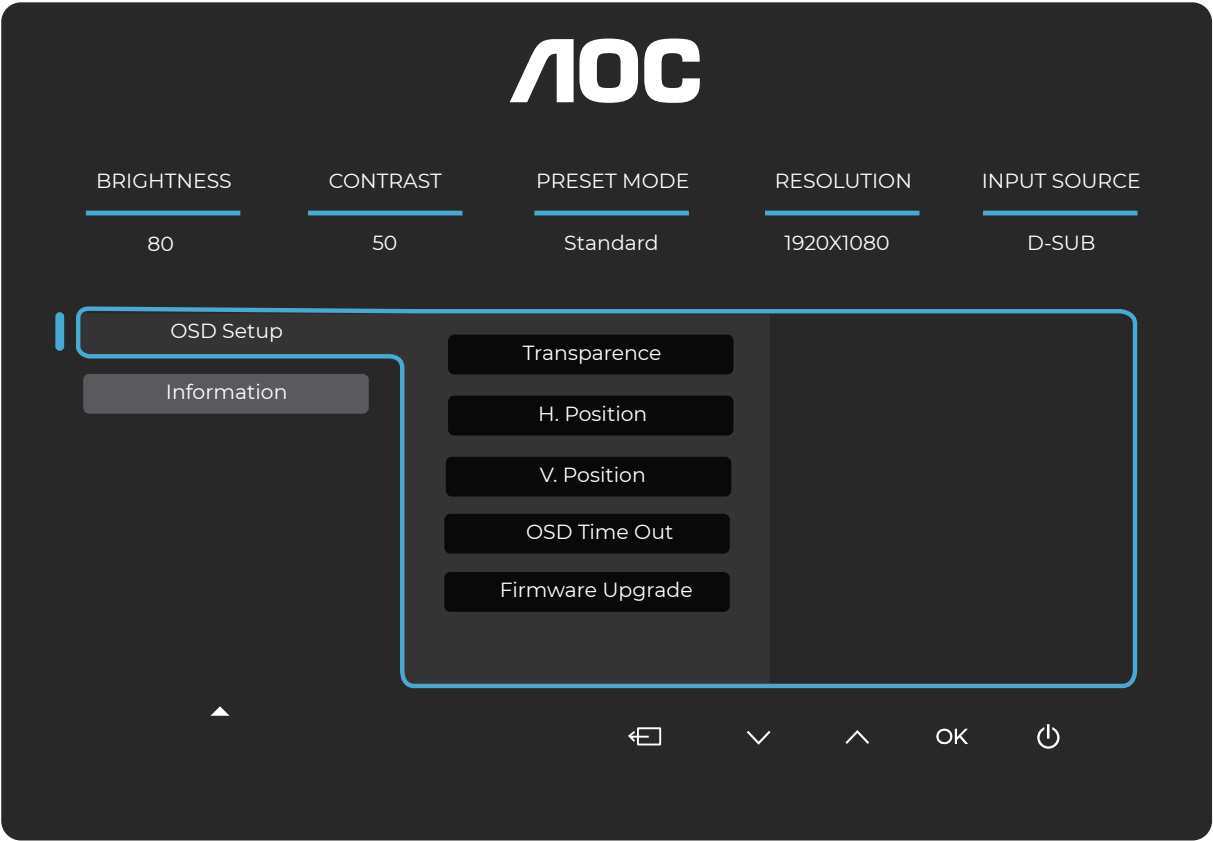 AOC
BRIGHTNESS CONTRAST PRESET MODE RESOLUTION INPUT SOURCE
80 50 Standard 1920X1080 D-SUB
OSD Setup
Information
Transparence
H. Position
V. Position
OSD Time Out
Firmware Upgrade
OK